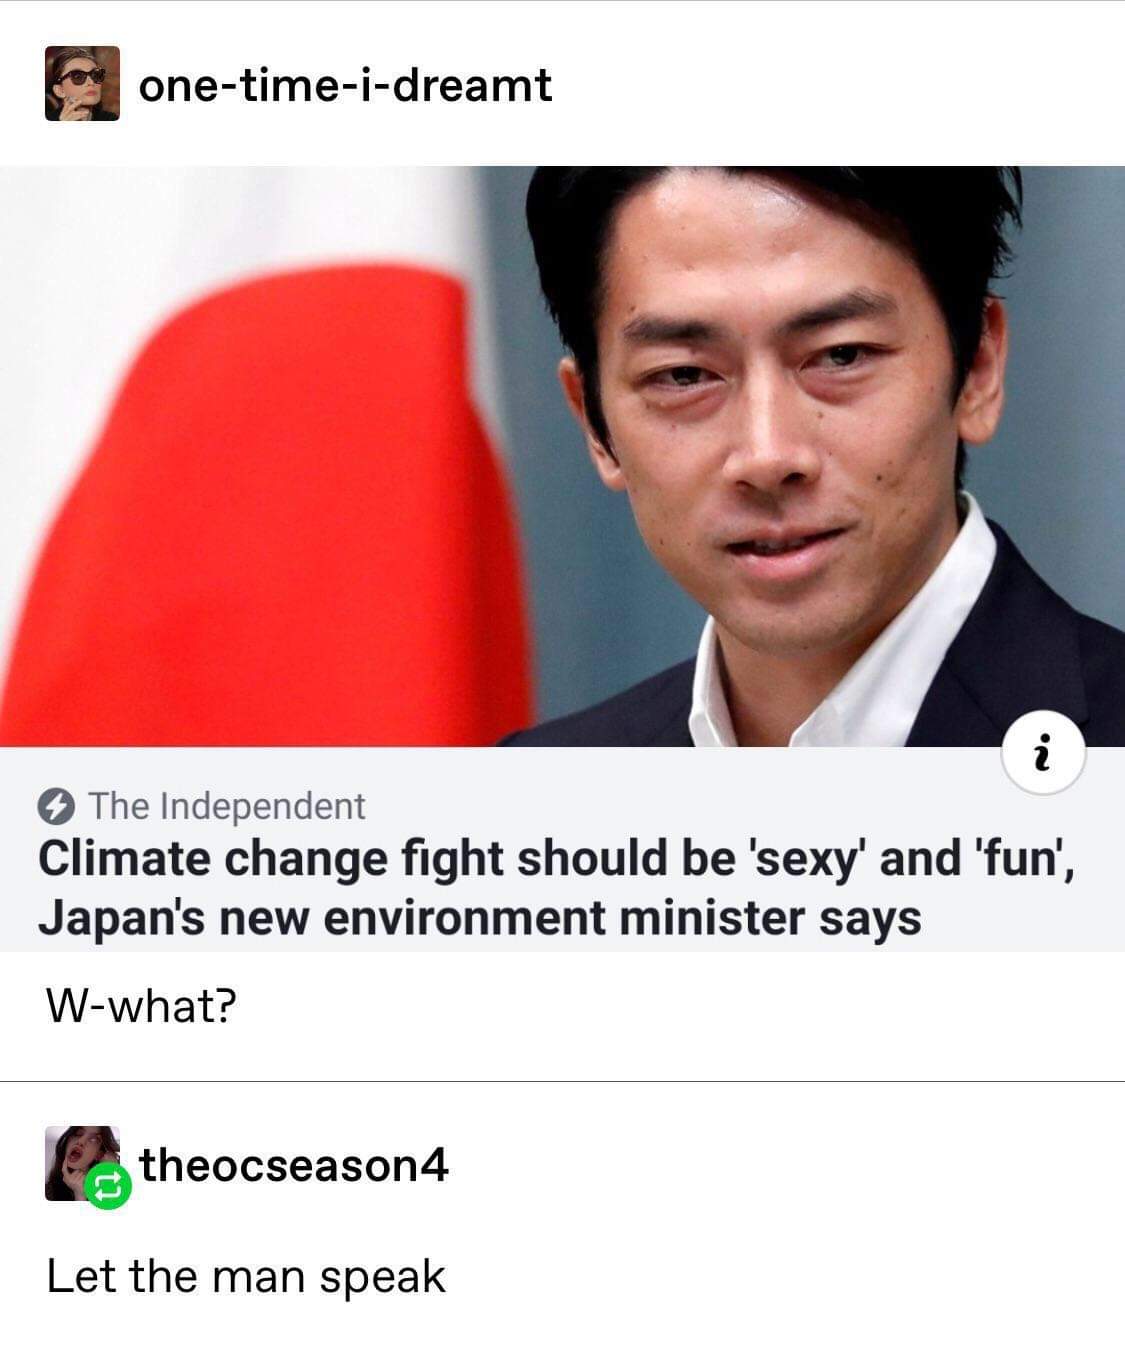 one-time-i-dreamt
i
The Independent
Climate change fight should be 'sexy' and 'fun',
Japan's new environment minister says
W-what?
theocseason4
Let the man speak